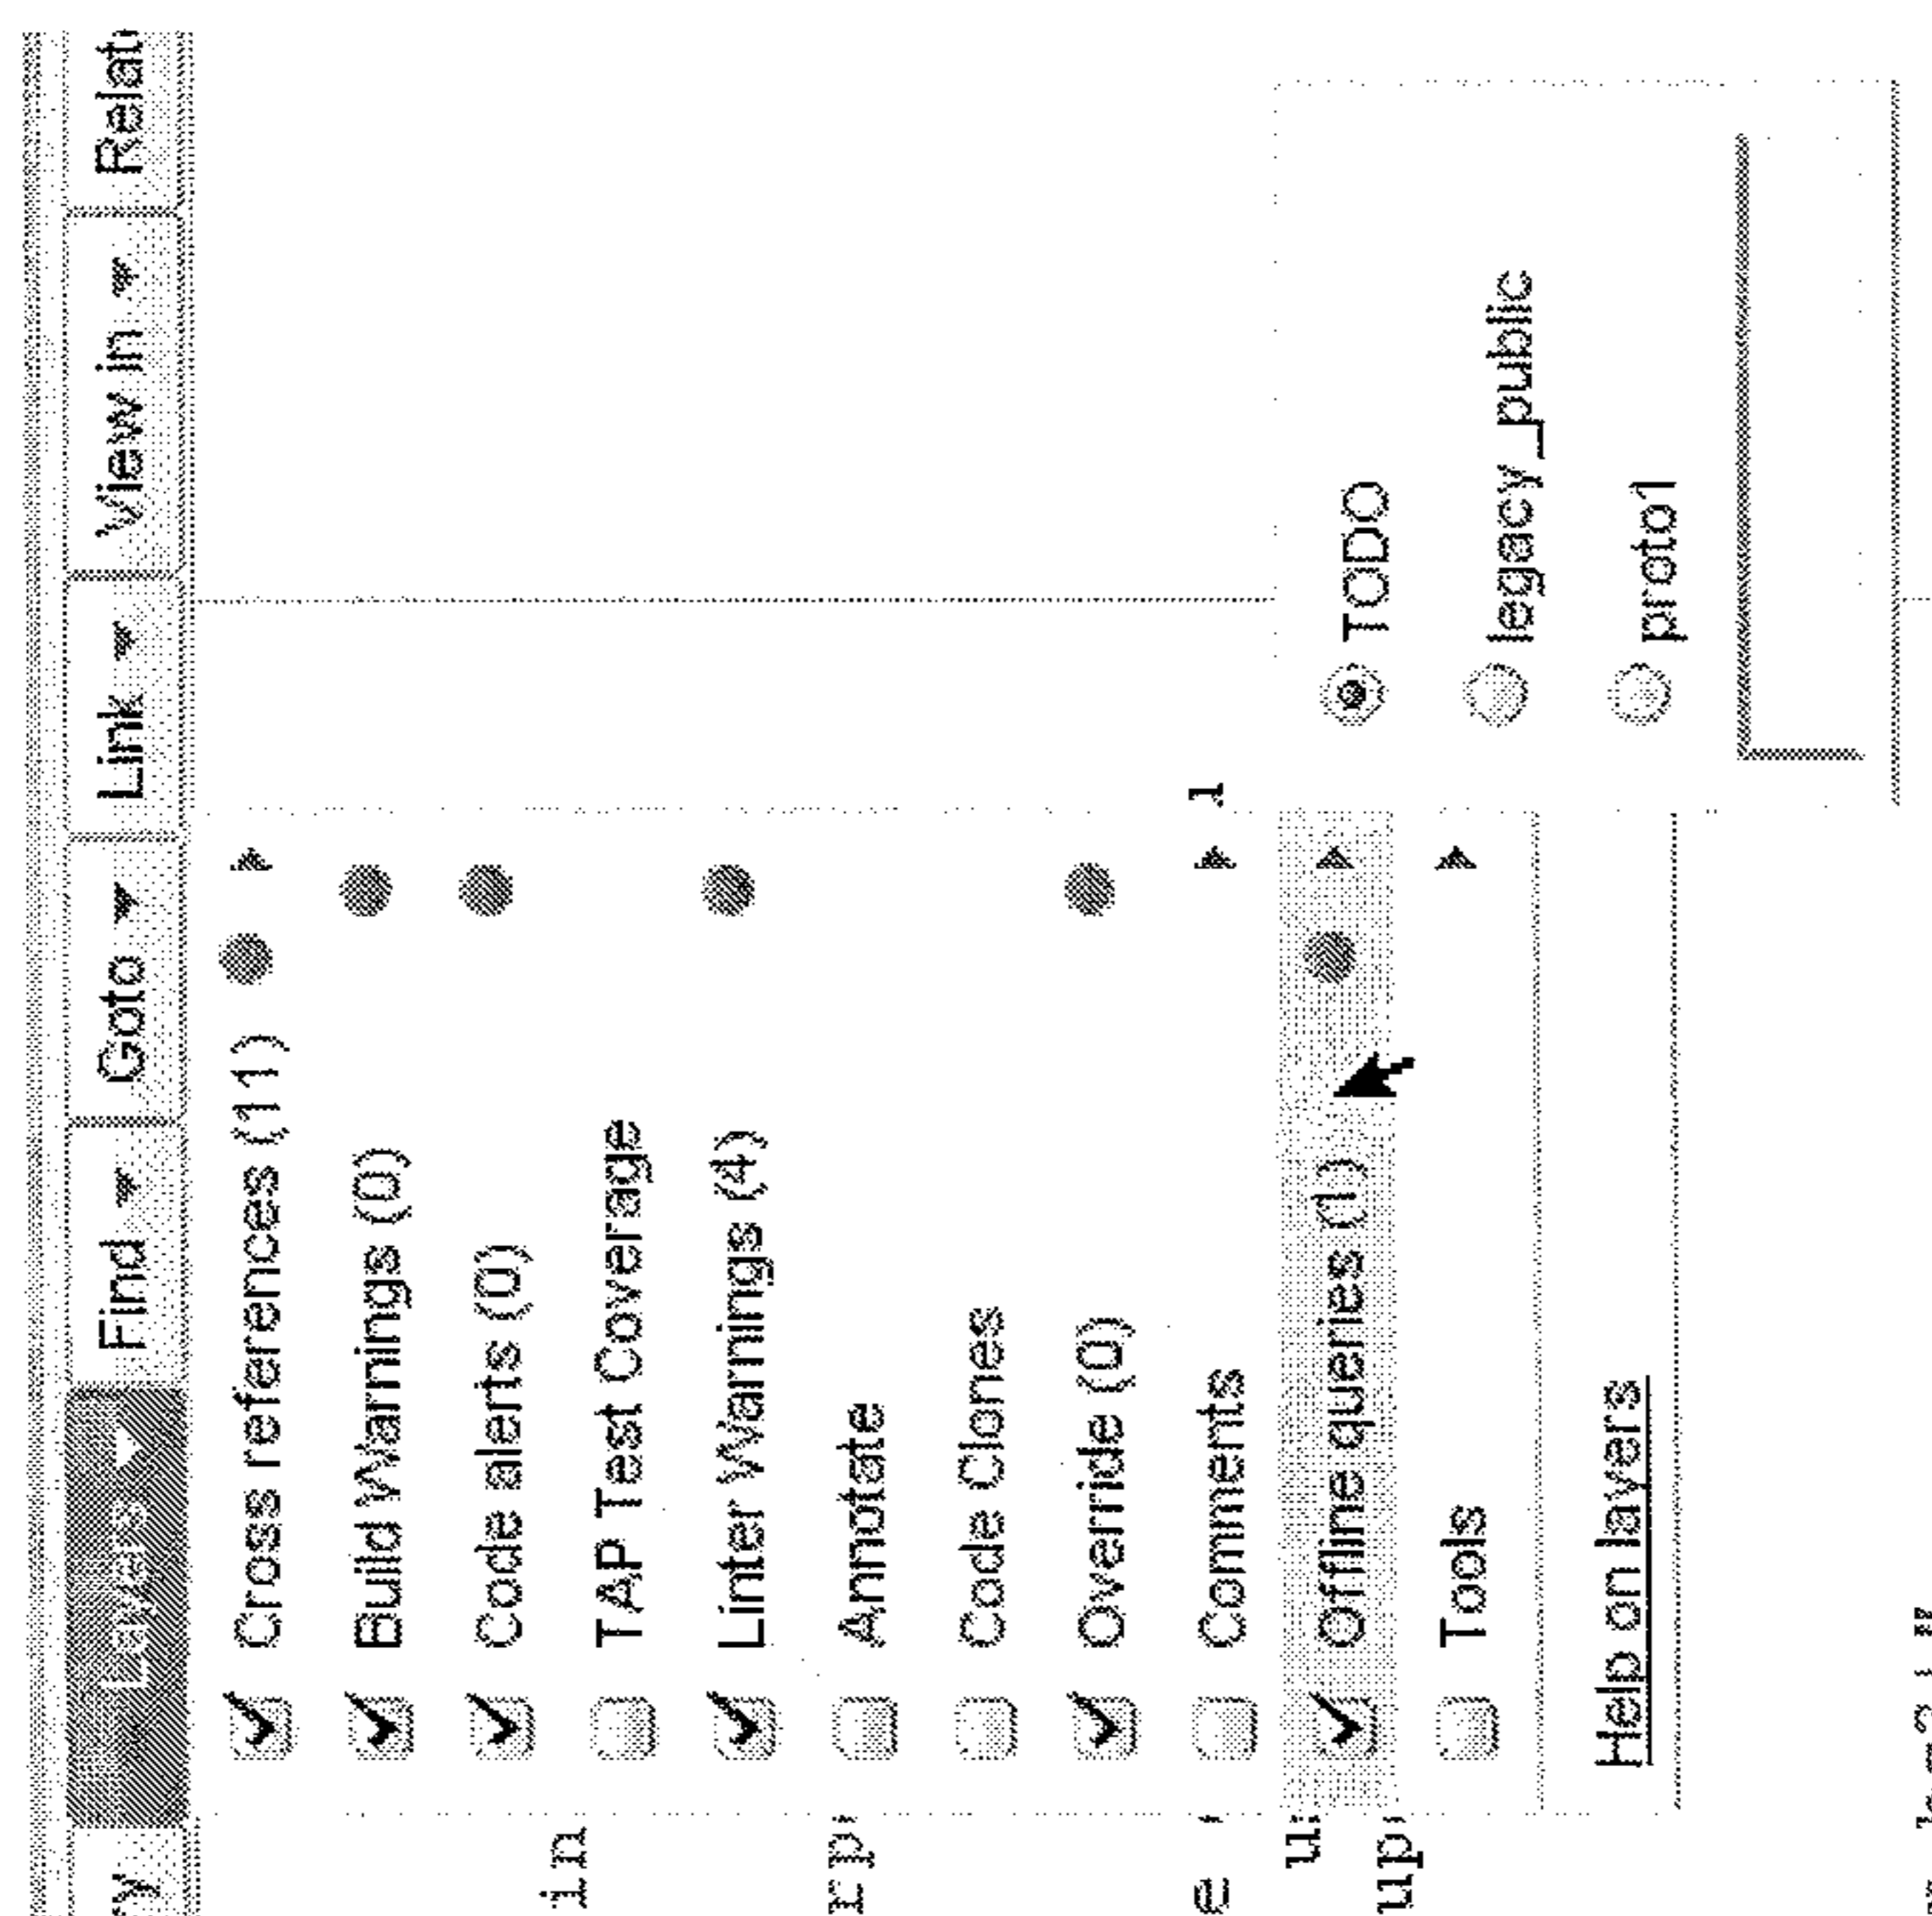 Layers Find Goto Link View in
Cross references (11)
Build Warnings (0)
Code alerts (0)
TAP Test Coverage
in
Linter Warnings (4)
Annotate
Code Clones
Override (0)
Comments
1
Offline queries (1)
TODO
Tools
legacy_public
Help on layers
proto1